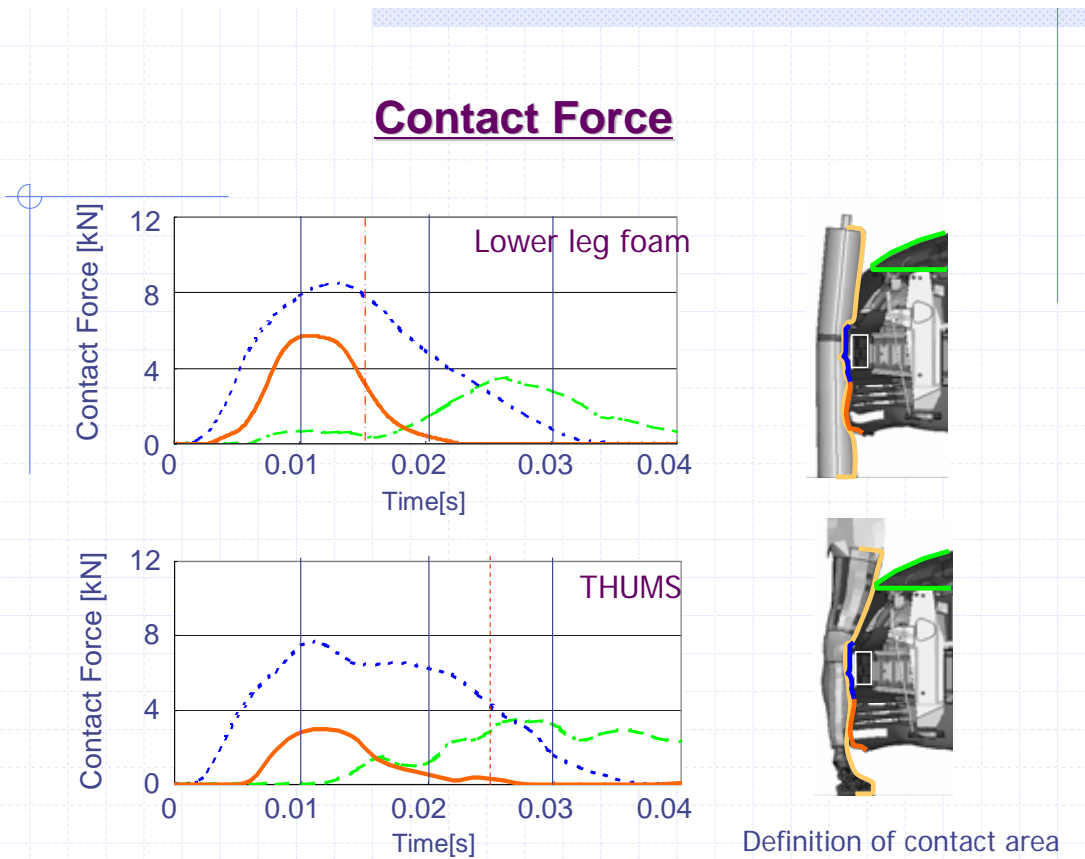 Contact Force
Contact Force [kN]
12
8
4
0
Lower leg foam
0 0.01 0.02 0.03 0.04
Time[s]
Contact Force [kN]
12
8
4
0
THUMS
0 0.01 0.02 0.03 0.04
Time[s]
Definition of contact area